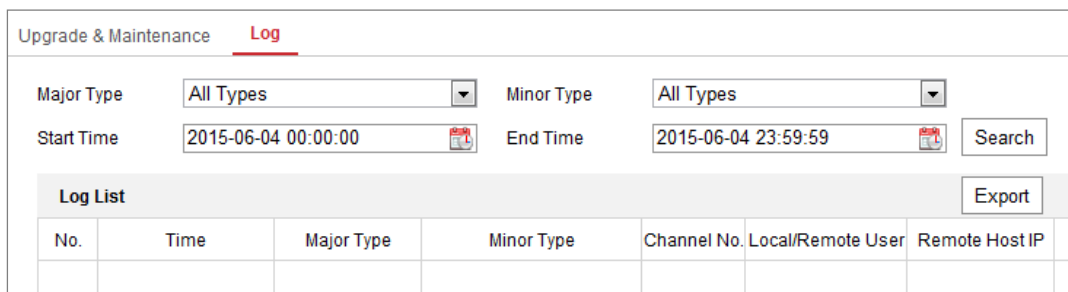 Upgrade & Maintenance Log
Major Type All Types Minor Type All Types
Start Time 2015-06-04 00:00:00 End Time 2015-06-04 23:59:59 Search
Log List Export
No. Time Major Type Minor Type Channel No. Local/Remote User Remote Host IP